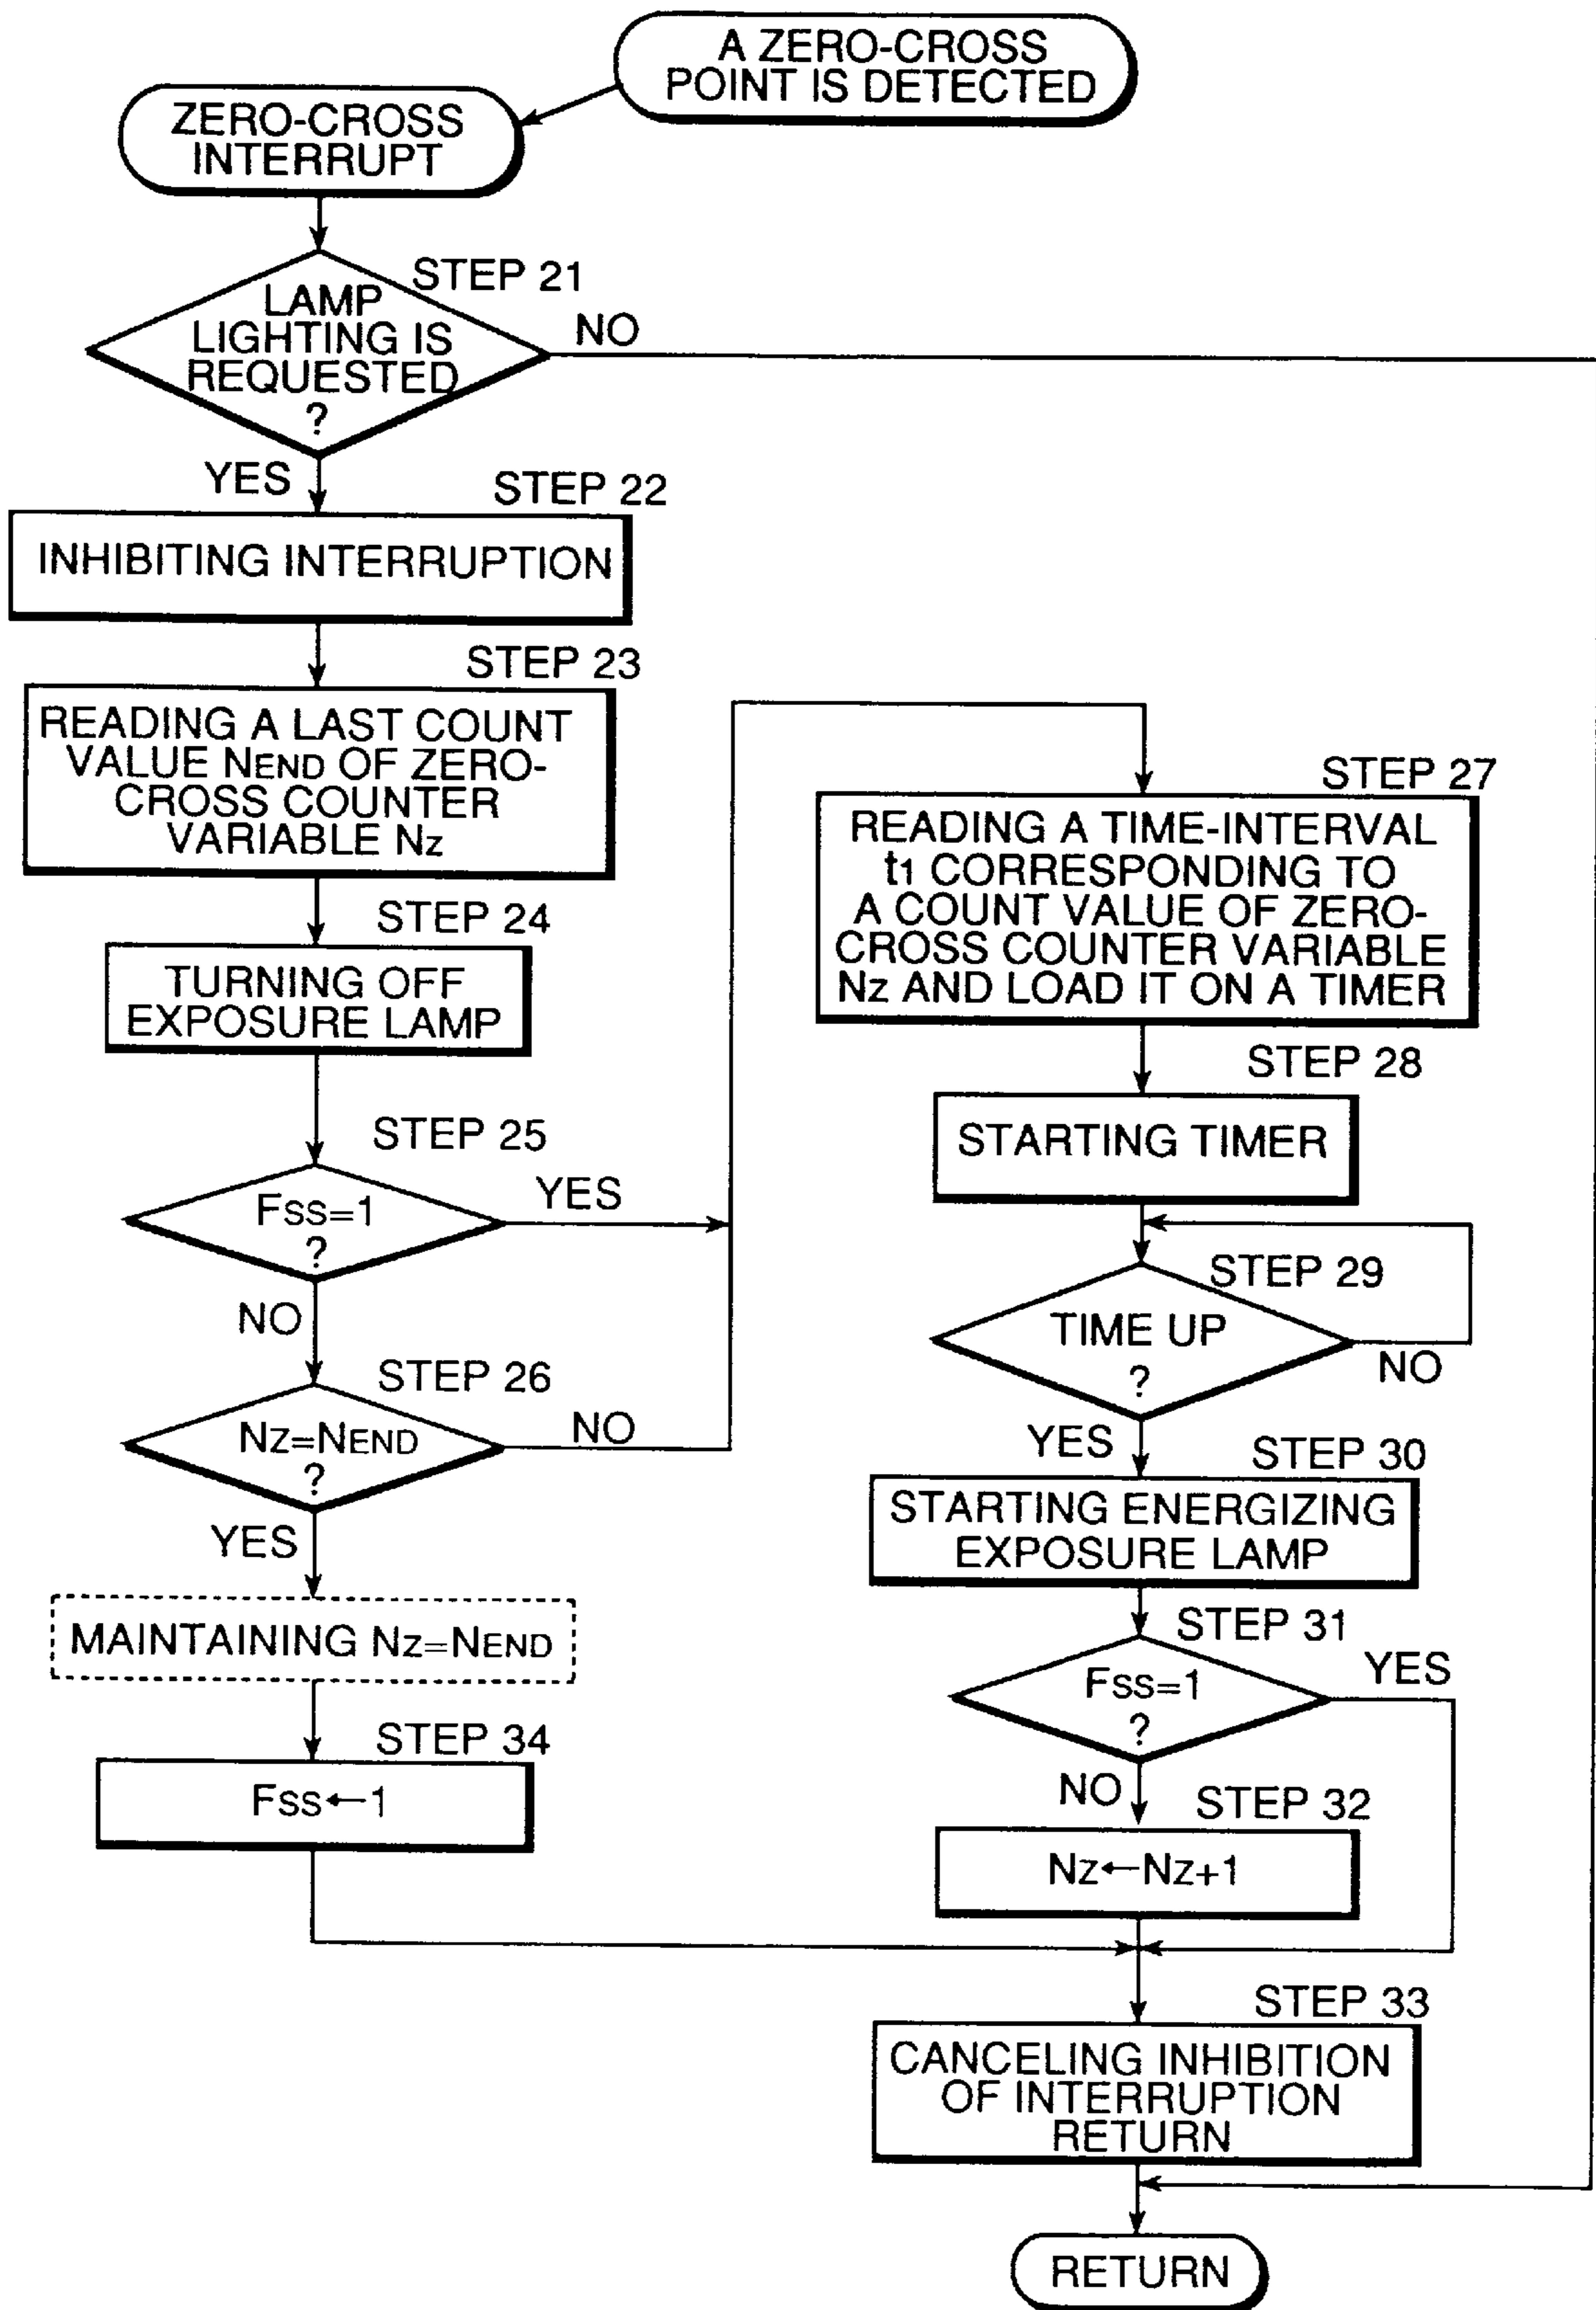 A ZERO-CROSS
POINT IS DETECTED
ZERO-CROSS
INTERRUPT
STEP 21
LAMP
LIGHTING IS
REQUESTED
?
NO
YES
STEP 22
INHIBITING INTERRUPTION
STEP 23
READING A LAST COUNT
VALUE NEND OF ZERO-
CROSS COUNTER
VARIABLE NZ
STEP 24
TURNING OFF
EXPOSURE LAMP
STEP 25
FSS=1
?
YES
NO
STEP 26
NZ=NEND
?
NO
YES
MAINTAINING NZ=NEND
STEP 34
FSS←1
STEP 27
READING A TIME-INTERVAL
t1 CORRESPONDING TO
A COUNT VALUE OF ZERO-
CROSS COUNTER VARIABLE
NZ AND LOAD IT ON A TIMER
STEP 28
STARTING TIMER
STEP 29
TIME UP
?
NO
YES
STEP 30
STARTING ENERGIZING
EXPOSURE LAMP
STEP 31
FSS=1
?
YES
NO
STEP 32
NZ←NZ+1
STEP 33
CANCELING INHIBITION
OF INTERRUPTION
RETURN
RETURN